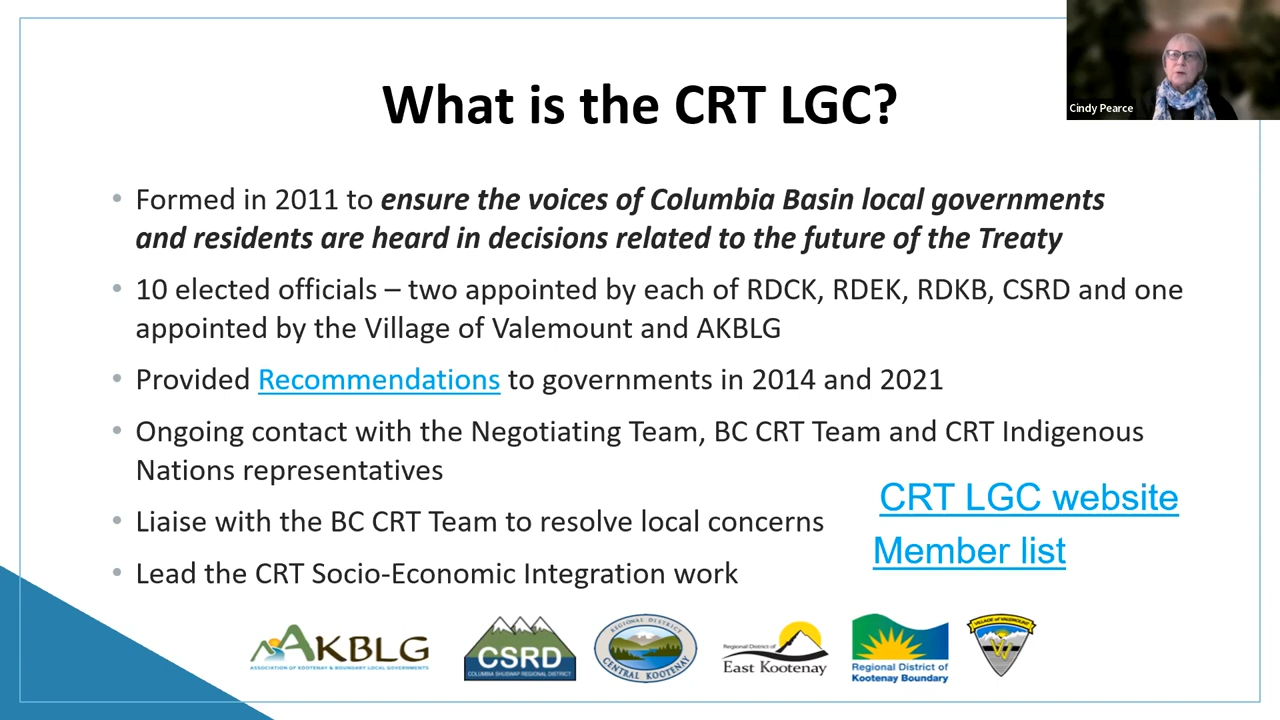 What is the CRT LGC?
Cindy Pearce
• Formed in 2011 to ensure the voices of Columbia Basin local governments
and residents are heard in decisions related to the future of the Treaty
• 10 elected officials – two appointed by each of RDCK, RDEK, RDKB, CSRD and one
appointed by the Village of Valemount and AKBLG
• Provided Recommendations to governments in 2014 and 2021
• Ongoing contact with the Negotiating Team, BC CRT Team and CRT Indigenous
Nations representatives
• Liaise with the BC CRT Team to resolve local concerns
• Lead the CRT Socio-Economic Integration work
CRT LGC website
Member list
AKBLG
ASSOCIATION OF KOOTENAY & BOUNDARY LOCAL GOVERNMENTS
CSRD
COLUMBIA SHUSWAP REGIONAL DISTRICT
REGIONAL DISTRICT
CENTRAL KOOTENAY
Regional District of
East Kootenay
Regional District of
Kootenay Boundary
VILLAGE of VALEMOUNT